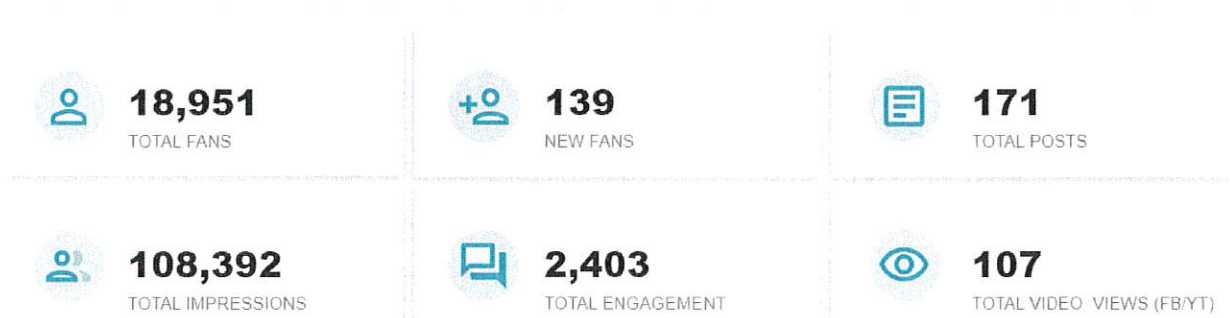 18,951
TOTAL FANS
139
NEW FANS
171
TOTAL POSTS
108,392
TOTAL IMPRESSIONS
2,403
TOTAL ENGAGEMENT
107
TOTAL VIDEO VIEWS (FB/YT)